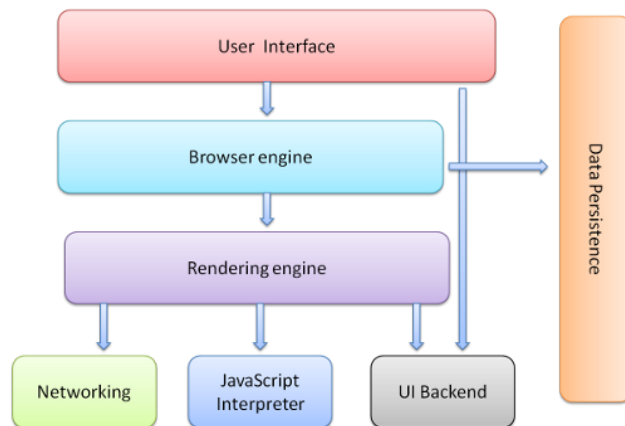 User Interface
Browser engine
Data Persistence
Rendering engine
Networking
JavaScript
Interpreter
UI Backend